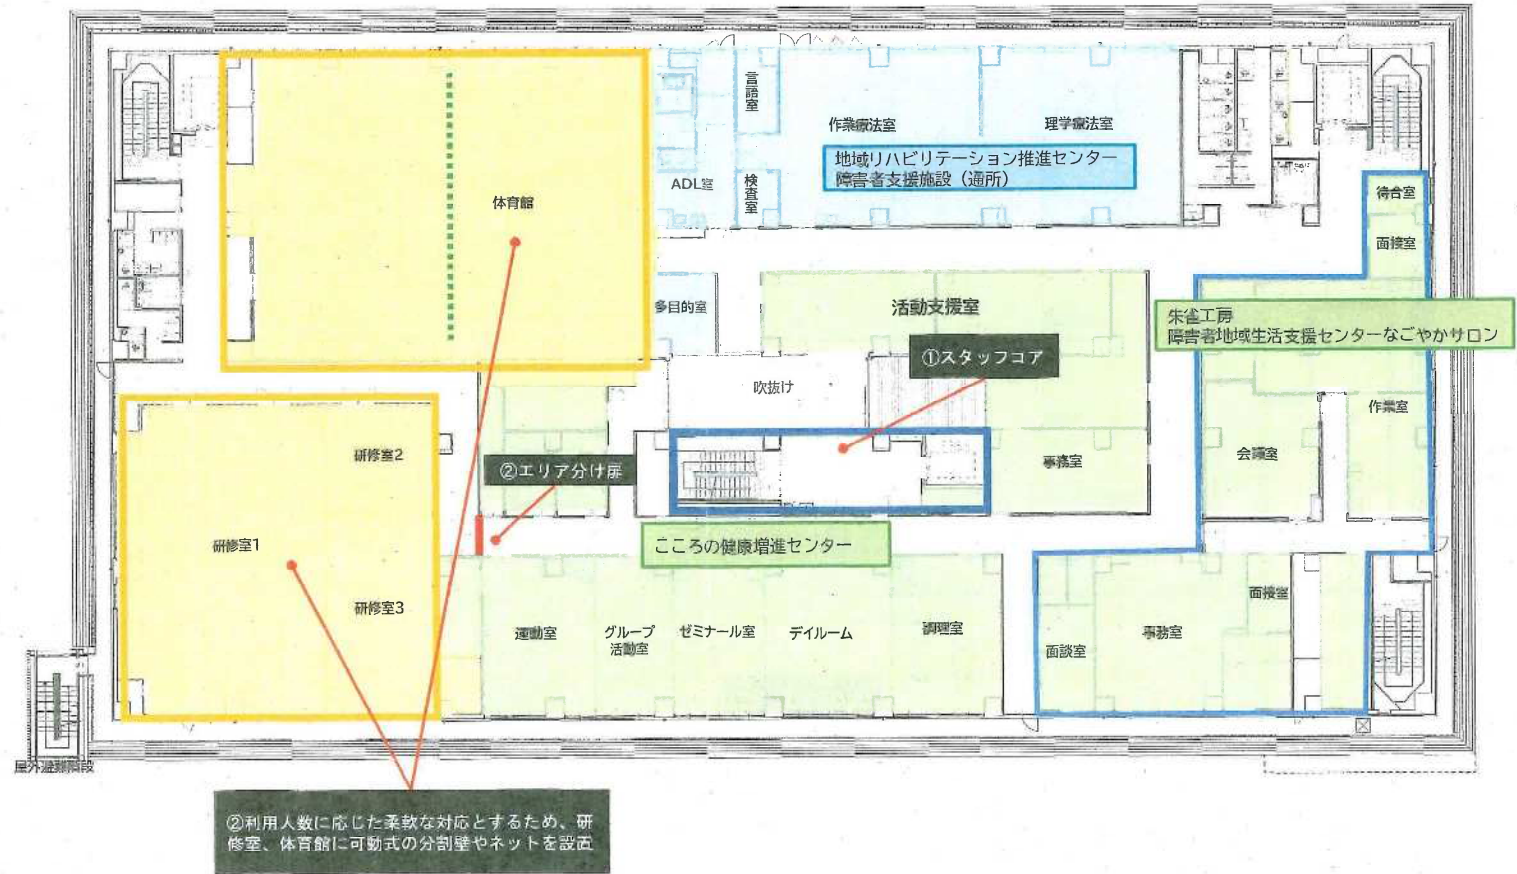 言語室
作業療法室
理学療法室
地域リハビリテーション推進センター
障害者支援施設（通所）
ADL室
検査室
待合室
体育館
面接室
多目的室
活動支援室
朱雀工房
障害者地域生活支援センターなごやかサロン
①スタッフコア
吹抜け
作業室
研修室2
②エリア分け扉
事務室
会議室
研修室1
こころの健康増進センター
研修室3
面接室
運動室
グループ
活動室
ゼミナール室
デイルーム
調理室
事務室
面談室
屋外避難階段
②利用人数に応じた柔軟な対応とするため、研
修室、体育館に可動式の分割壁やネットを設置